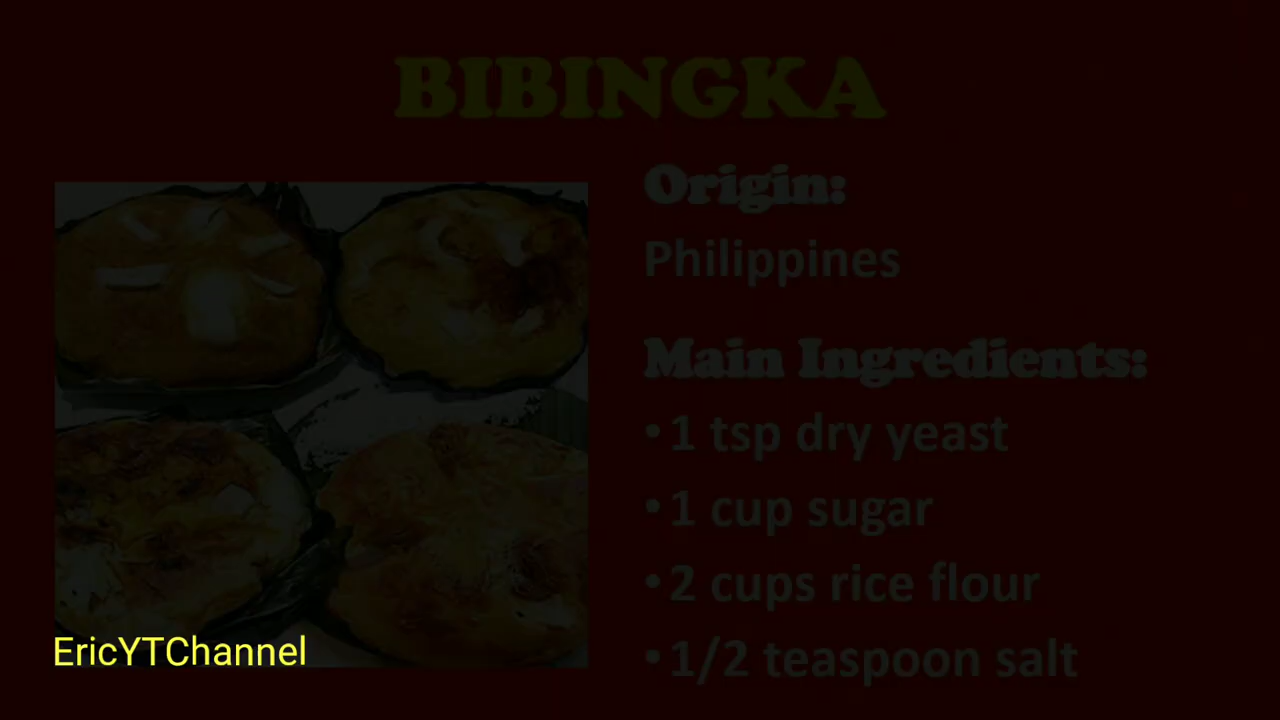 BIBINGKA
Origin:
Philippines
Main Ingredients:
• 1 tsp dry yeast
• 1 cup sugar
• 2 cups rice flour
• 1/2 teaspoon salt
EricYTChannel